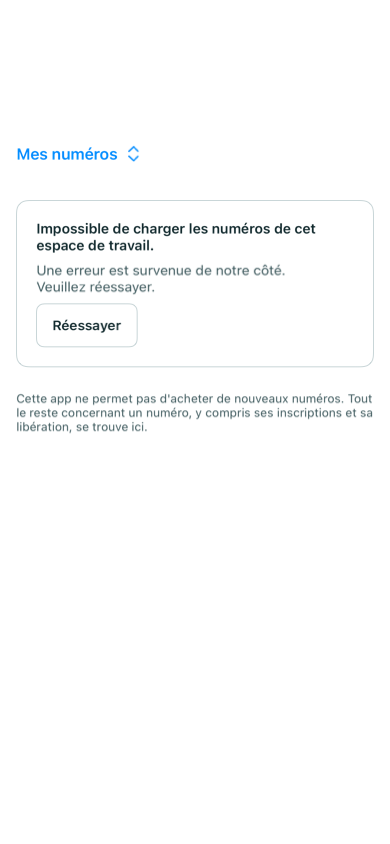 Mes numéros
Impossible de charger les numéros de cet
espace de travail.
Une erreur est survenue de notre côté.
Veuillez réessayer.
Réessayer
Cette app ne permet pas d'acheter de nouveaux numéros. Tout
le reste concernant un numéro, y compris ses inscriptions et sa
libération, se trouve ici.